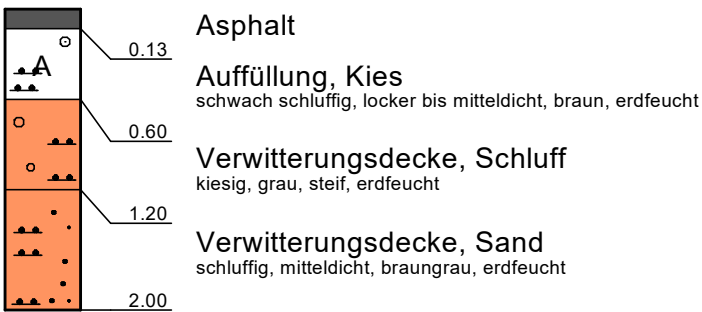 Asphalt
0.13
A
Auffüllung, Kies
schwach schluffig, locker bis mitteldicht, braun, erdfeucht
0.60
Verwitterungsdecke, Schluff
kiesig, grau, steif, erdfeucht
1.20
Verwitterungsdecke, Sand
schluffig, mitteldicht, braungrau, erdfeucht
2.00